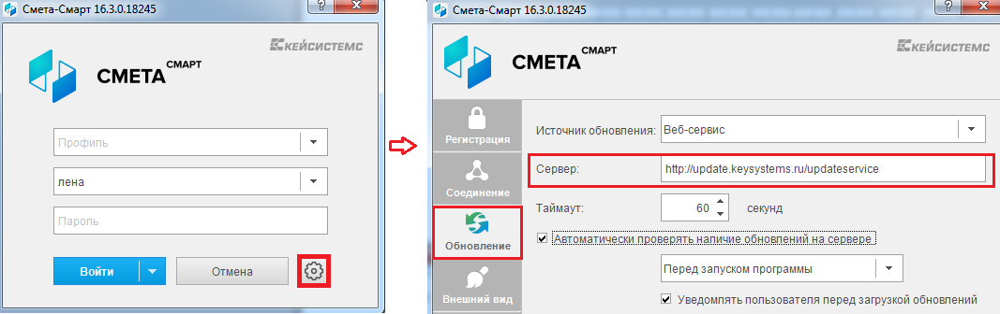 Смета-Смарт 16.3.0.18245
КЕЙСИСТЕМС
СМЕТА СМАРТ
Профиль
лена
Пароль
Войти
Отмена
Смета-Смарт 16.3.0.18245
КЕЙСИСТЕМС
СМЕТА СМАРТ
Регистрация
Соединение
Обновление
Внешний вид
Источник обновления: Веб-сервис
Сервер: http://update.keysystems.ru/updateservice
Таймаут: 60 секунд
Автоматически проверять наличие обновлений на сервере
Перед запуском программы
Уведомлять пользователя перед загрузкой обновлений